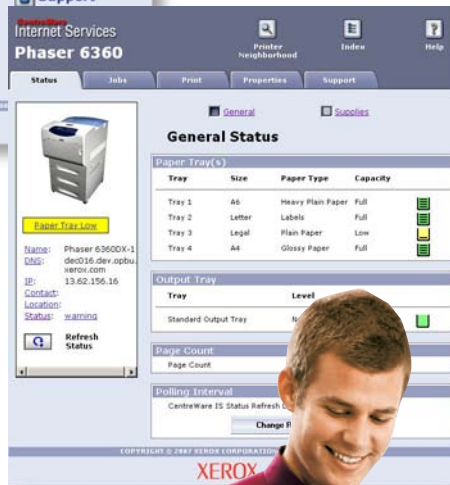 Support
CentreWare
Internet Services
Phaser 6360
Printer Neighborhood
Index
Help
Status Jobs Print Properties Support
General Supplies
General Status
Paper Tray Low
Name: Phaser 6360DX-1
DNS: dec016.dev.opbu.
xerox.com
IP: 13.62.156.16
Contact:
Location:
Status: warning
Refresh
Status
Paper Tray(s)
Tray Size Paper Type Capacity
Tray 1 A6 Heavy Plain Paper Full
Tray 2 Letter Labels Full
Tray 3 Legal Plain Paper Low
Tray 4 A4 Glossy Paper Full
Output Tray
Tray Level
Standard Output Tray
Page Count
Page Count
Polling Interval
CentreWare IS Status Refresh
Change
COPYRIGHT © 2007 XEROX CORPORATION
XEROX